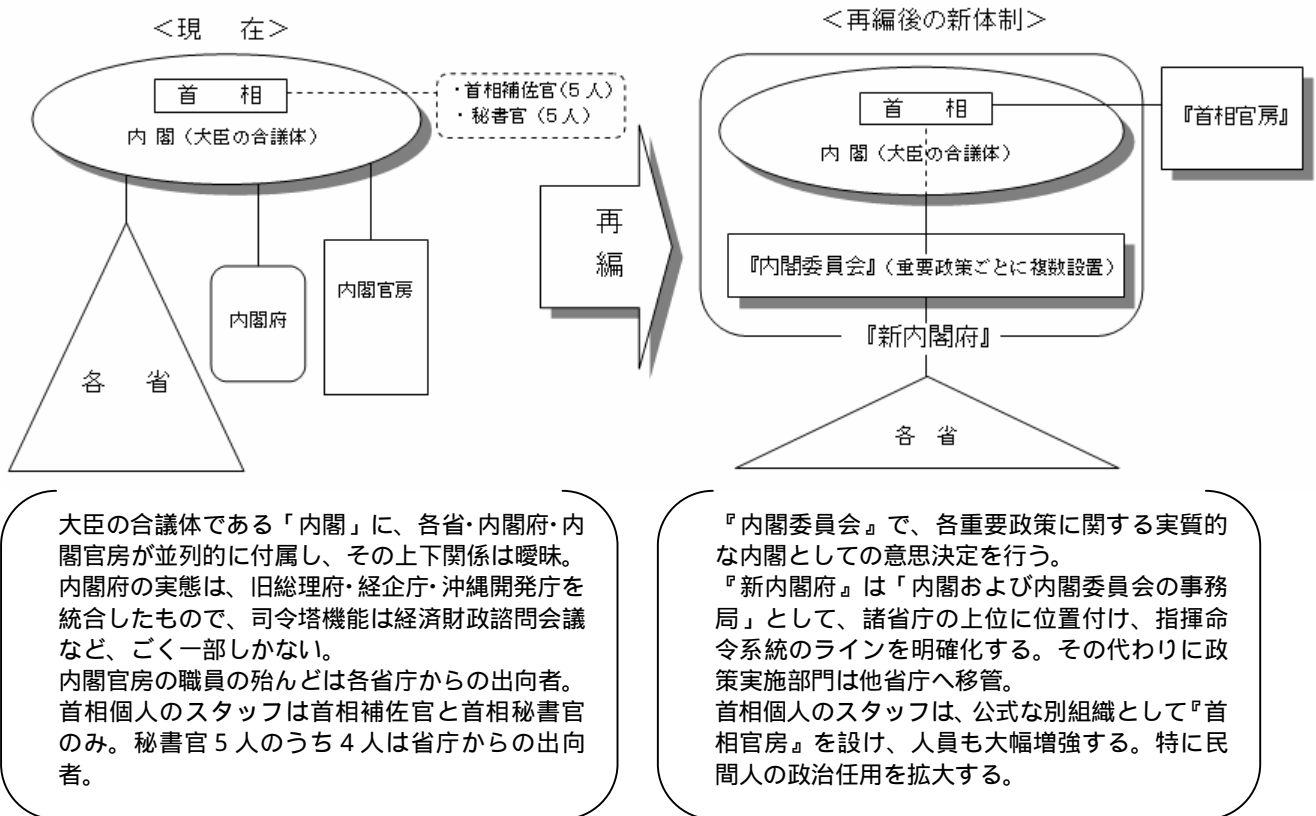 ＜現　在＞
首　相
内 閣（大臣の合議体）
・首相補佐官（５人）
・秘書官（５人）
各　省
内閣府
内閣官房
再
編
＜再編後の新体制＞
首　相
内 閣（大臣の合議体）
『首相官房』
『内閣委員会』（重要政策ごとに複数設置）
『新内閣府』
各　省
大臣の合議体である「内閣」に、各省･内閣府･内
閣官房が並列的に付属し、その上下関係は曖昧。
内閣府の実態は、旧総理府･経企庁･沖縄開発庁を
統合したもので、司令塔機能は経済財政諮問会議
など、ごく一部しかない。
内閣官房の職員の殆んどは各省庁からの出向者。
首相個人のスタッフは首相補佐官と首相秘書官
のみ。秘書官５人のうち４人は省庁からの出向
者。
『内閣委員会』で、各重要政策に関する実質的
な内閣としての意思決定を行う。
『新内閣府』は「内閣および内閣委員会の事務
局」として、諸省庁の上位に位置付け、指揮命
令系統のラインを明確化する。その代わりに政
策実施部門は他省庁へ移管。
首相個人のスタッフは、公式な別組織として『首
相官房』を設け、人員も大幅増強する。特に民
間人の政治任用を拡大する。